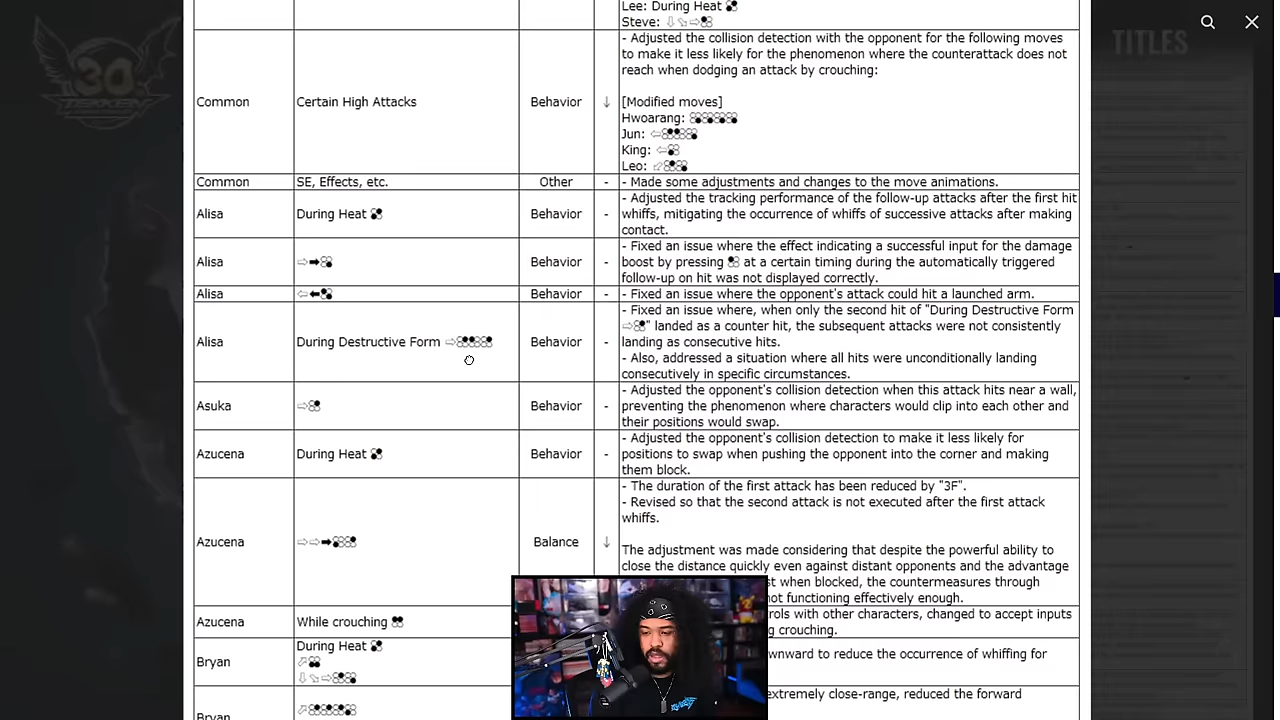 TITLES
30
TEKKEN
Lee: During Heat
Steve:
- Adjusted the collision detection with the opponent for the following moves
to make it less likely for the phenomenon where the counterattack does not
reach when dodging an attack by crouching:
Common
Certain High Attacks
Behavior
↓
[Modified moves]
Hwoarang:
Jun:
King:
Leo:
Common
SE, Effects, etc.
Other
-
- Made some adjustments and changes to the move animations.
Alisa
During Heat
Behavior
-
- Adjusted the tracking performance of the follow-up attacks after the first hit
whiffs, mitigating the occurrence of whiffs of successive attacks after making
contact.
Alisa
Behavior
-
- Fixed an issue where the effect indicating a successful input for the damage
boost by pressing at a certain timing during the automatically triggered
follow-up on hit was not displayed correctly.
Alisa
Behavior
-
- Fixed an issue where the opponent's attack could hit a launched arm.
Alisa
During Destructive Form
Behavior
-
- Fixed an issue where, when only the second hit of "During Destructive Form
⇨" landed as a counter hit, the subsequent attacks were not consistently
landing as consecutive hits.
- Also, addressed a situation where all hits were unconditionally landing
consecutively in specific circumstances.
Asuka
Behavior
-
- Adjusted the opponent's collision detection when this attack hits near a wall,
preventing the phenomenon where characters would clip into each other and
their positions would swap.
Azucena
During Heat
Behavior
-
- Adjusted the opponent's collision detection to make it less likely for
positions to swap when pushing the opponent into the corner and making
them block.
Azucena
Balance
↓
- The duration of the first attack has been reduced by "3F".
- Revised so that the second attack is not executed after the first attack
whiffs.
The adjustment was made considering that despite the powerful ability to
close the distance quickly even against distant opponents and the advantage
st when blocked, the countermeasures through
not functioning effectively enough.
Azucena
While crouching
rols with other characters, changed to accept inputs
g crouching.
Bryan
During Heat
wnward to reduce the occurrence of whiffing for
Bryan
extremely close-range, reduced the forward